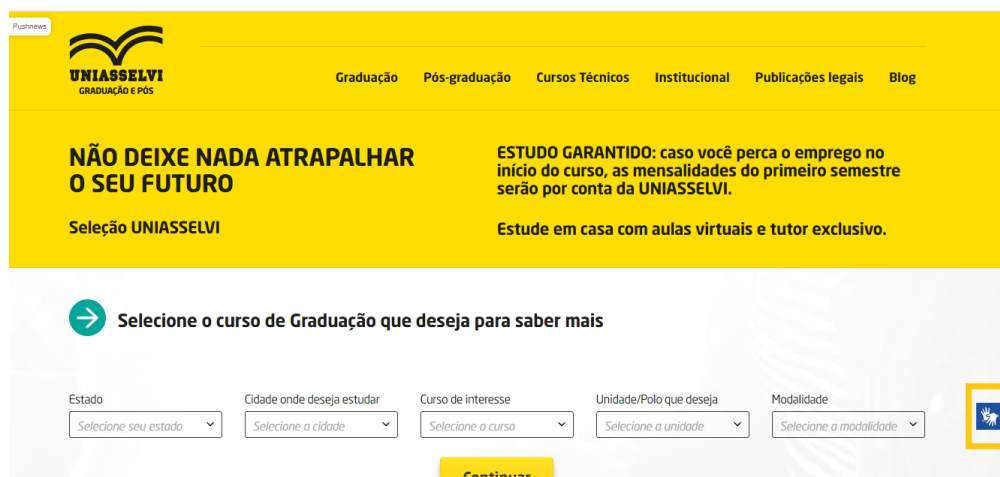 Pushnews
UNIASSELVI
GRADUAÇÃO E PÓS
Graduação Pós-graduação Cursos Técnicos Institucional Publicações legais Blog
NÃO DEIXE NADA ATRAPALHAR
O SEU FUTURO
Seleção UNIASSELVI
ESTUDO GARANTIDO: caso você perca o emprego no
início do curso, as mensalidades do primeiro semestre
serão por conta da UNIASSELVI.
Estude em casa com aulas virtuais e tutor exclusivo.
Selecione o curso de Graduação que deseja para saber mais
Estado Cidade onde deseja estudar Curso de interesse Unidade/Polo que deseja Modalidade
Selecione seu estado Selecione a cidade Selecione o curso Selecione a unidade Selecione a modalidade
Continuar